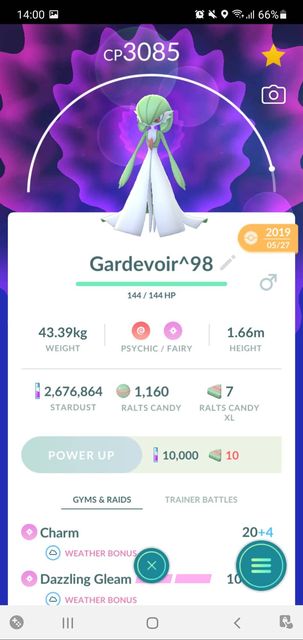 14:00
66%
CP3085
2019
05/27
Gardevoir^98
144 / 144 HP
43.39kg
WEIGHT
PSYCHIC / FAIRY
1.66m
HEIGHT
2,676,864
STARDUST
1,160
RALTS CANDY
7
RALTS CANDY
XL
POWER UP
10,000
10
GYMS & RAIDS
TRAINER BATTLES
Charm
20+4
WEATHER BONUS
Dazzling Gleam
10
WEATHER BONUS